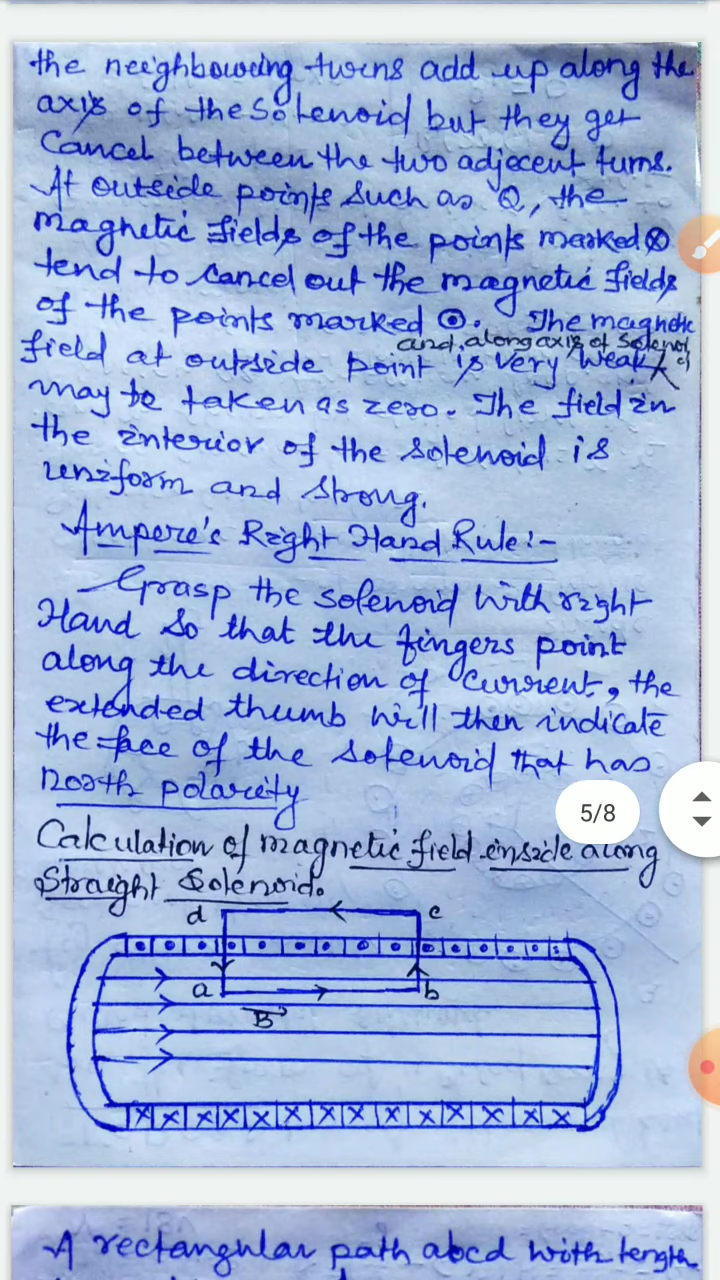 the neighbouring turns add up along the
axis of the Solenoid but they get
Cancel between the two adjecent turns.
At outside points such as Q, the
magnetic fields of the points marked ⊗
tend to Cancel out the magnetic fields
of the points marked ⊙. The magnetic
and along axis of Solenoid
field at outside point is very weak
may be taken as zero. The field in
the interior of the solenoid is
uniform and strong.
Ampere's Right Hand Rule:-
Grasp the solenoid with right
Hand so that the fingers point
along the direction of current, the
extended thumb will then indicate
the face of the solenoid that has
north polarity
5/8
Calculation of magnetic field inside along
Straight Solenoid.
d c
a b
B
x x x x x x x x x x x x x x
A rectangular path abcd with length